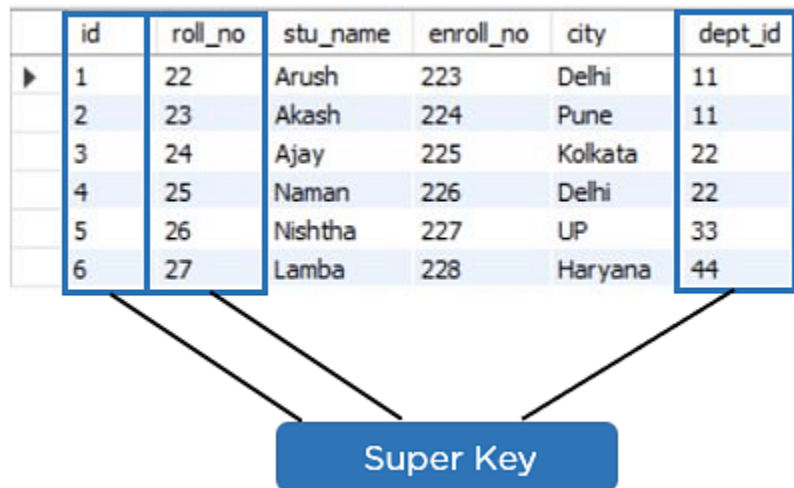 id roll_no stu_name enroll_no city dept_id
1 22 Arush 223 Delhi 11
2 23 Akash 224 Pune 11
3 24 Ajay 225 Kolkata 22
4 25 Naman 226 Delhi 22
5 26 Nishtha 227 UP 33
6 27 Lamba 228 Haryana 44
Super Key